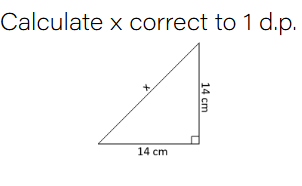 Calculate x correct to 1 d.p.
x
14 cm
14 cm